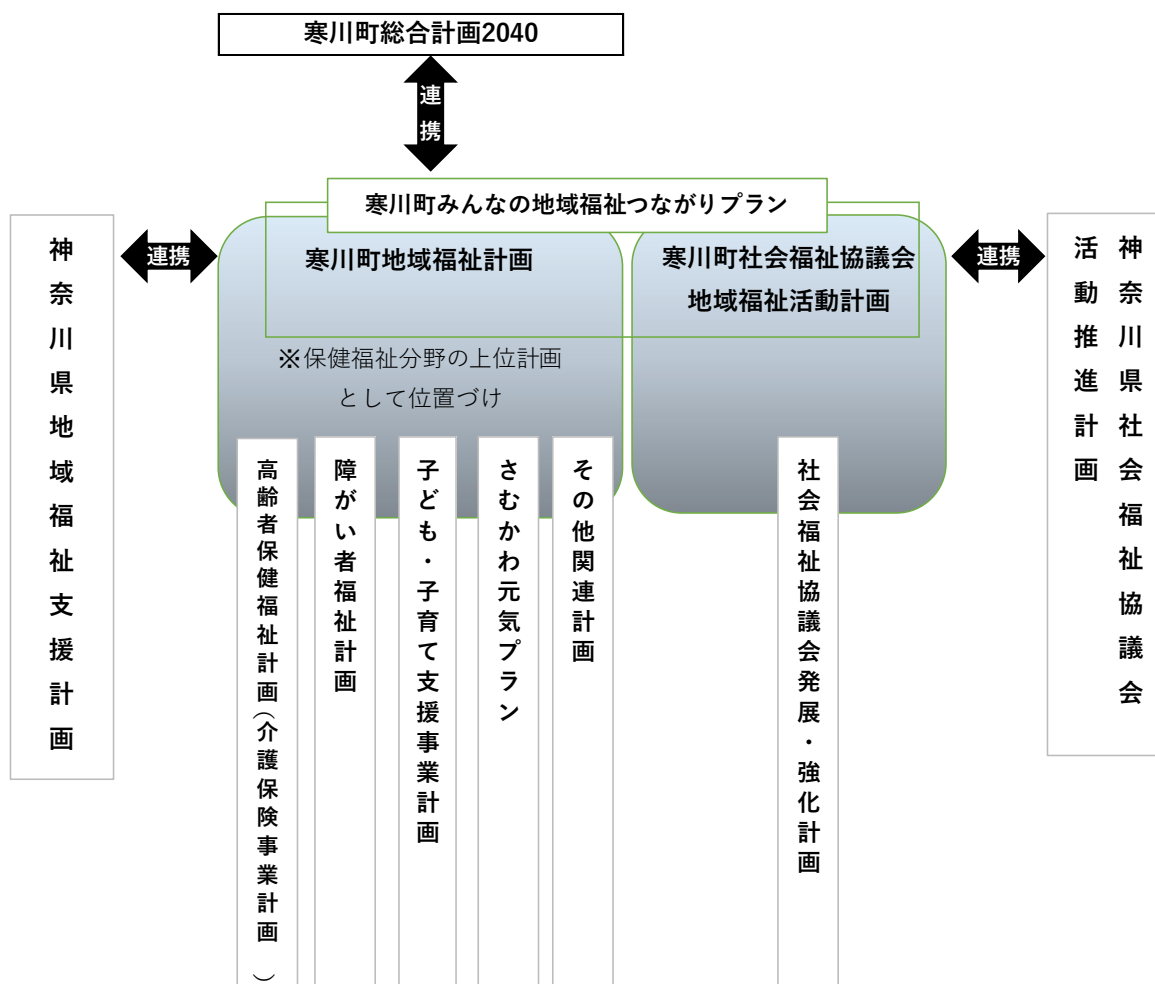 寒川町総合計画2040
連携
寒川町みんなの地域福祉つながりプラン
神奈川県地域福祉支援計画
連携
寒川町地域福祉計画
※保健福祉分野の上位計画
として位置づけ
寒川町社会福祉協議会
地域福祉活動計画
連携
神奈川県社会福祉協議会
活動推進計画
高齢者保健福祉計画(介護保険事業計画)
障がい者福祉計画
子ども・子育て支援事業計画
さむかわ元気プラン
その他関連計画
社会福祉協議会発展・強化計画